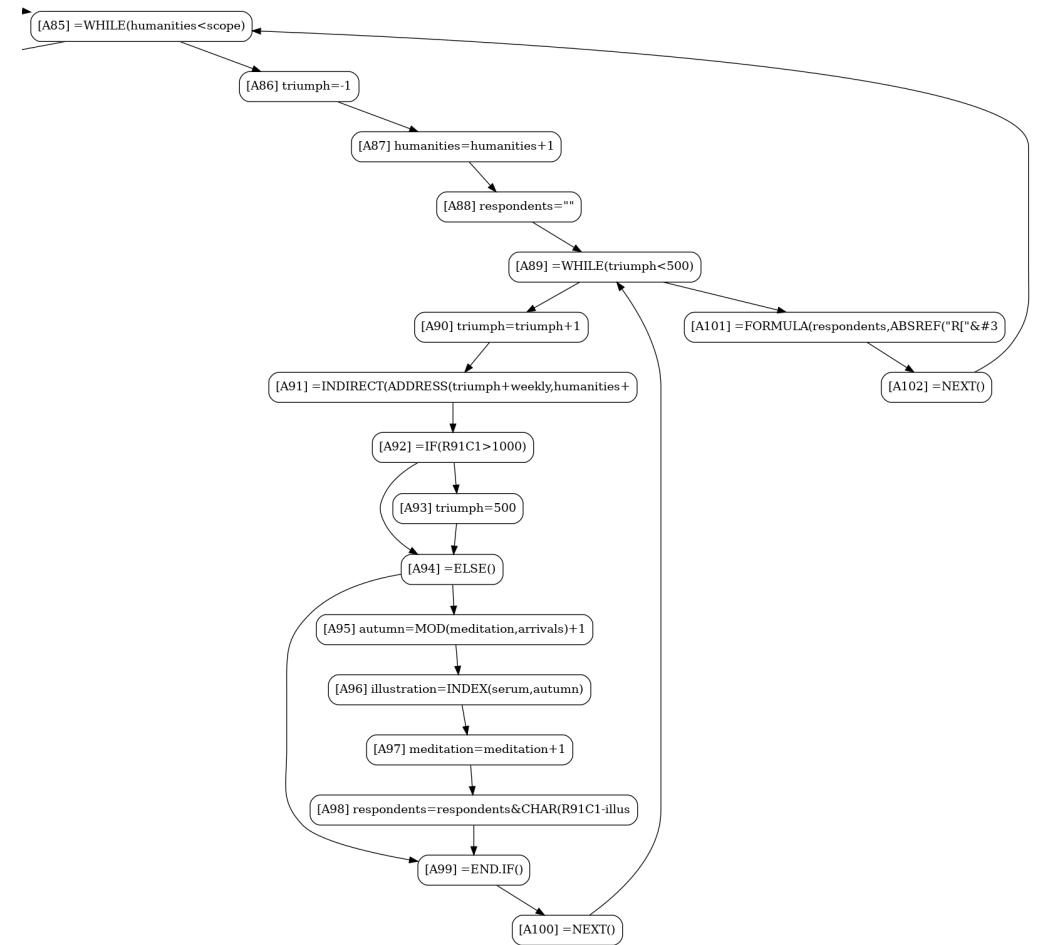 [A85] =WHILE(humanities<scope)
[A86] triumph=-1
[A87] humanities=humanities+1
[A88] respondents=""
[A89] =WHILE(triumph<500)
[A90] triumph=triumph+1
[A101] =FORMULA(respondents,ABSREF("R["&#3
[A91] =INDIRECT(ADDRESS(triumph+weekly,humanities+
[A102] =NEXT()
[A92] =IF(R91C1>1000)
[A93] triumph=500
[A94] =ELSE()
[A95] autumn=MOD(meditation,arrivals)+1
[A96] illustration=INDEX(serum,autumn)
[A97] meditation=meditation+1
[A98] respondents=respondents&CHAR(R91C1-illus
[A99] =END.IF()
[A100] =NEXT()